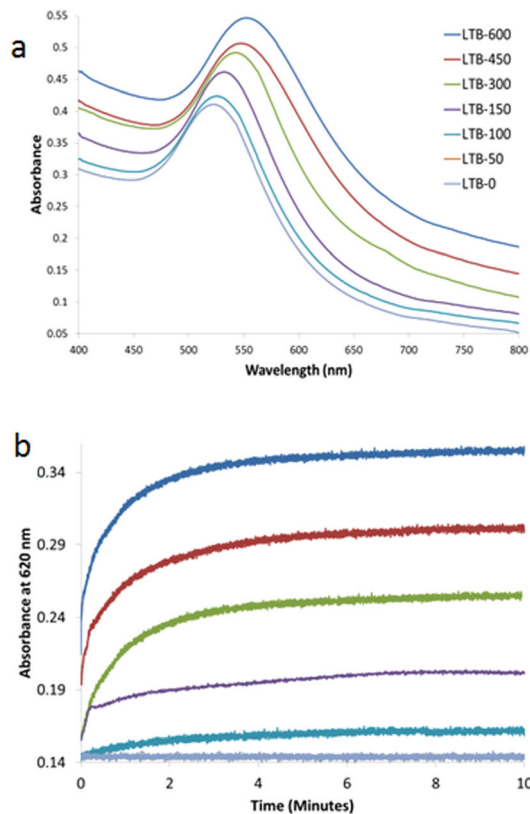 a
0.55
0.5
0.45
0.4
0.35
0.3
0.25
0.2
0.15
0.1
0.05
Absorbance
LTB-600
LTB-450
LTB-300
LTB-150
LTB-100
LTB-50
LTB-0
400 450 500 550 600 650 700 750 800
Wavelength (nm)
b
0.34
0.29
0.24
0.19
0.14
Absorbance at 620 nm
0 2 4 6 8 10
Time (Minutes)